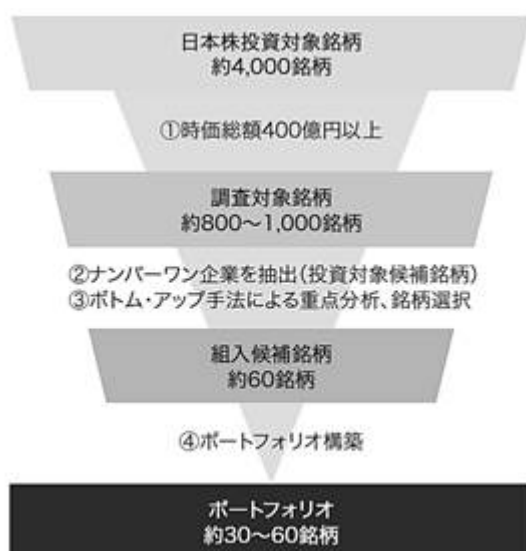 日本株投資対象銘柄
約4,000銘柄
①時価総額400億円以上
調査対象銘柄
約800～1,000銘柄
②ナンバーワン企業を抽出(投資対象候補銘柄)
③ボトム・アップ手法による重点分析、銘柄選択
組入候補銘柄
約60銘柄
④ポートフォリオ構築
ポートフォリオ
約30～60銘柄